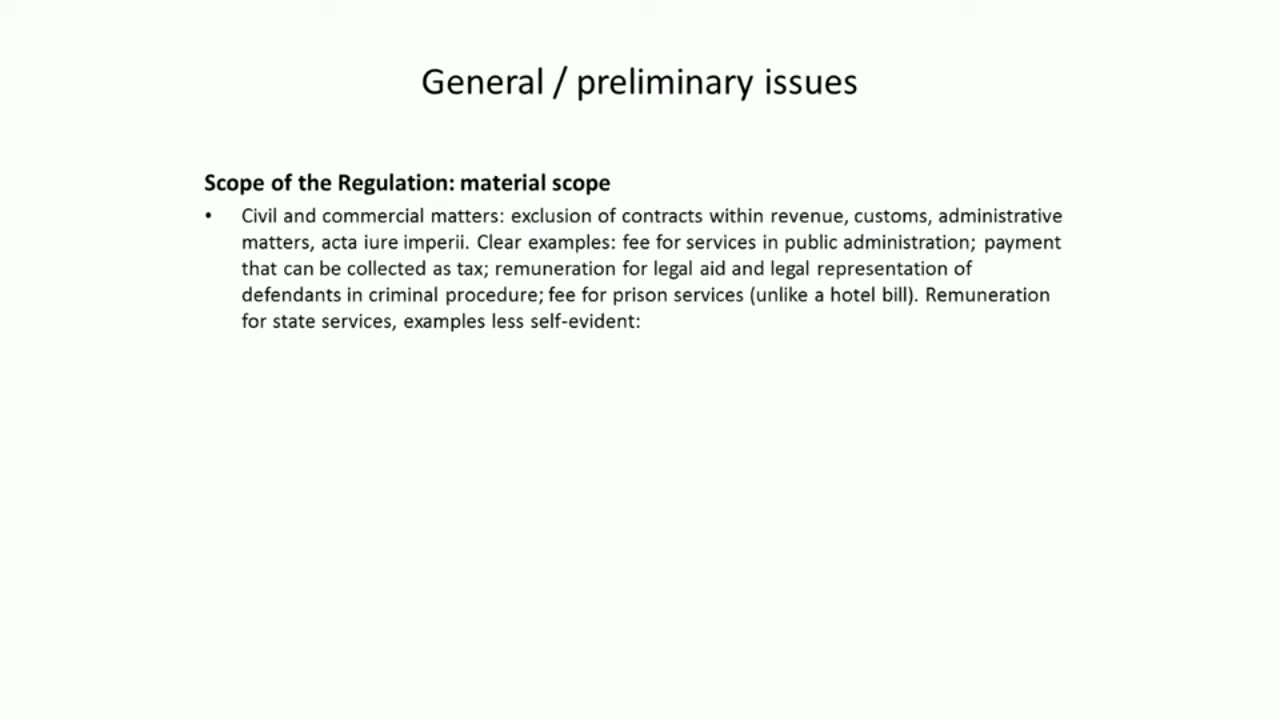 General / preliminary issues
Scope of the Regulation: material scope
• Civil and commercial matters: exclusion of contracts within revenue, customs, administrative
matters, acta iure imperii. Clear examples: fee for services in public administration; payment
that can be collected as tax; remuneration for legal aid and legal representation of
defendants in criminal procedure; fee for prison services (unlike a hotel bill). Remuneration
for state services, examples less self-evident: